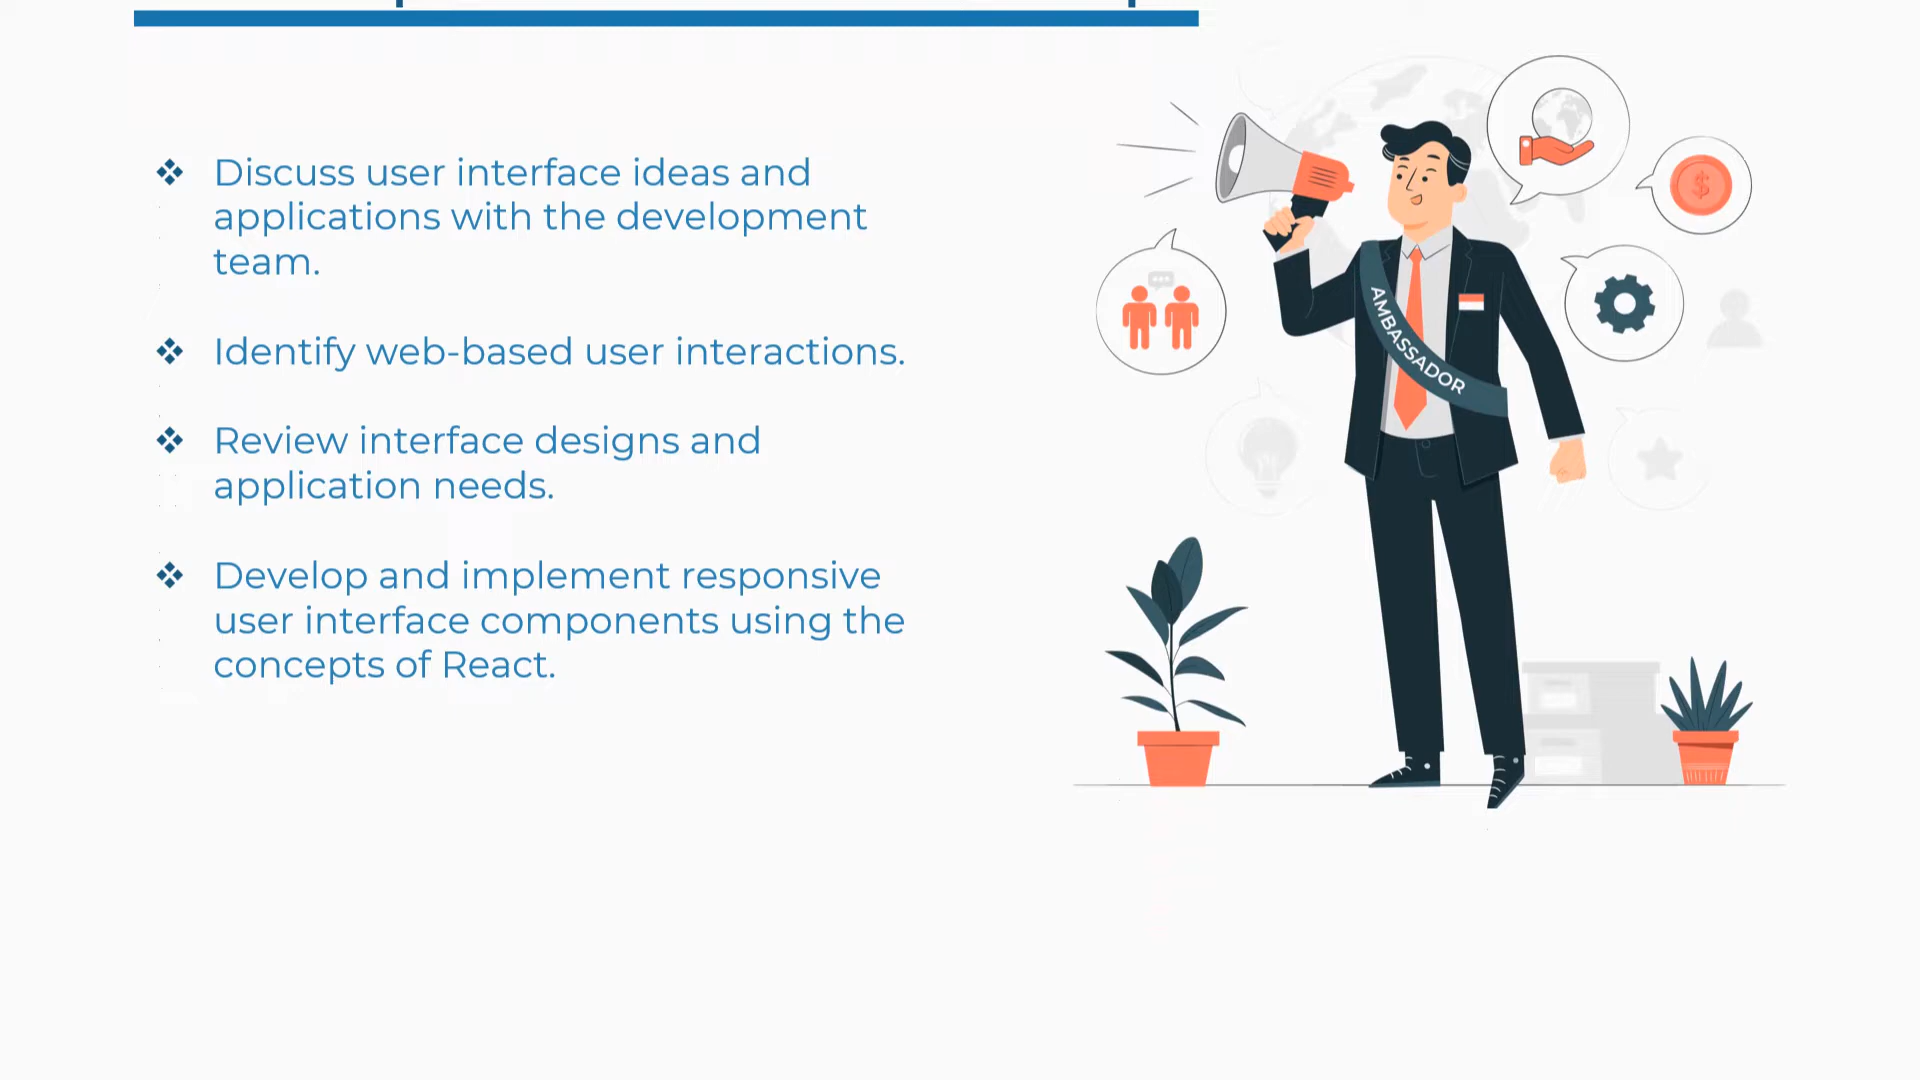 Discuss user interface ideas and
applications with the development
team.
Identify web-based user interactions.
Review interface designs and
application needs.
Develop and implement responsive
user interface components using the
concepts of React.
AMBASSADOR